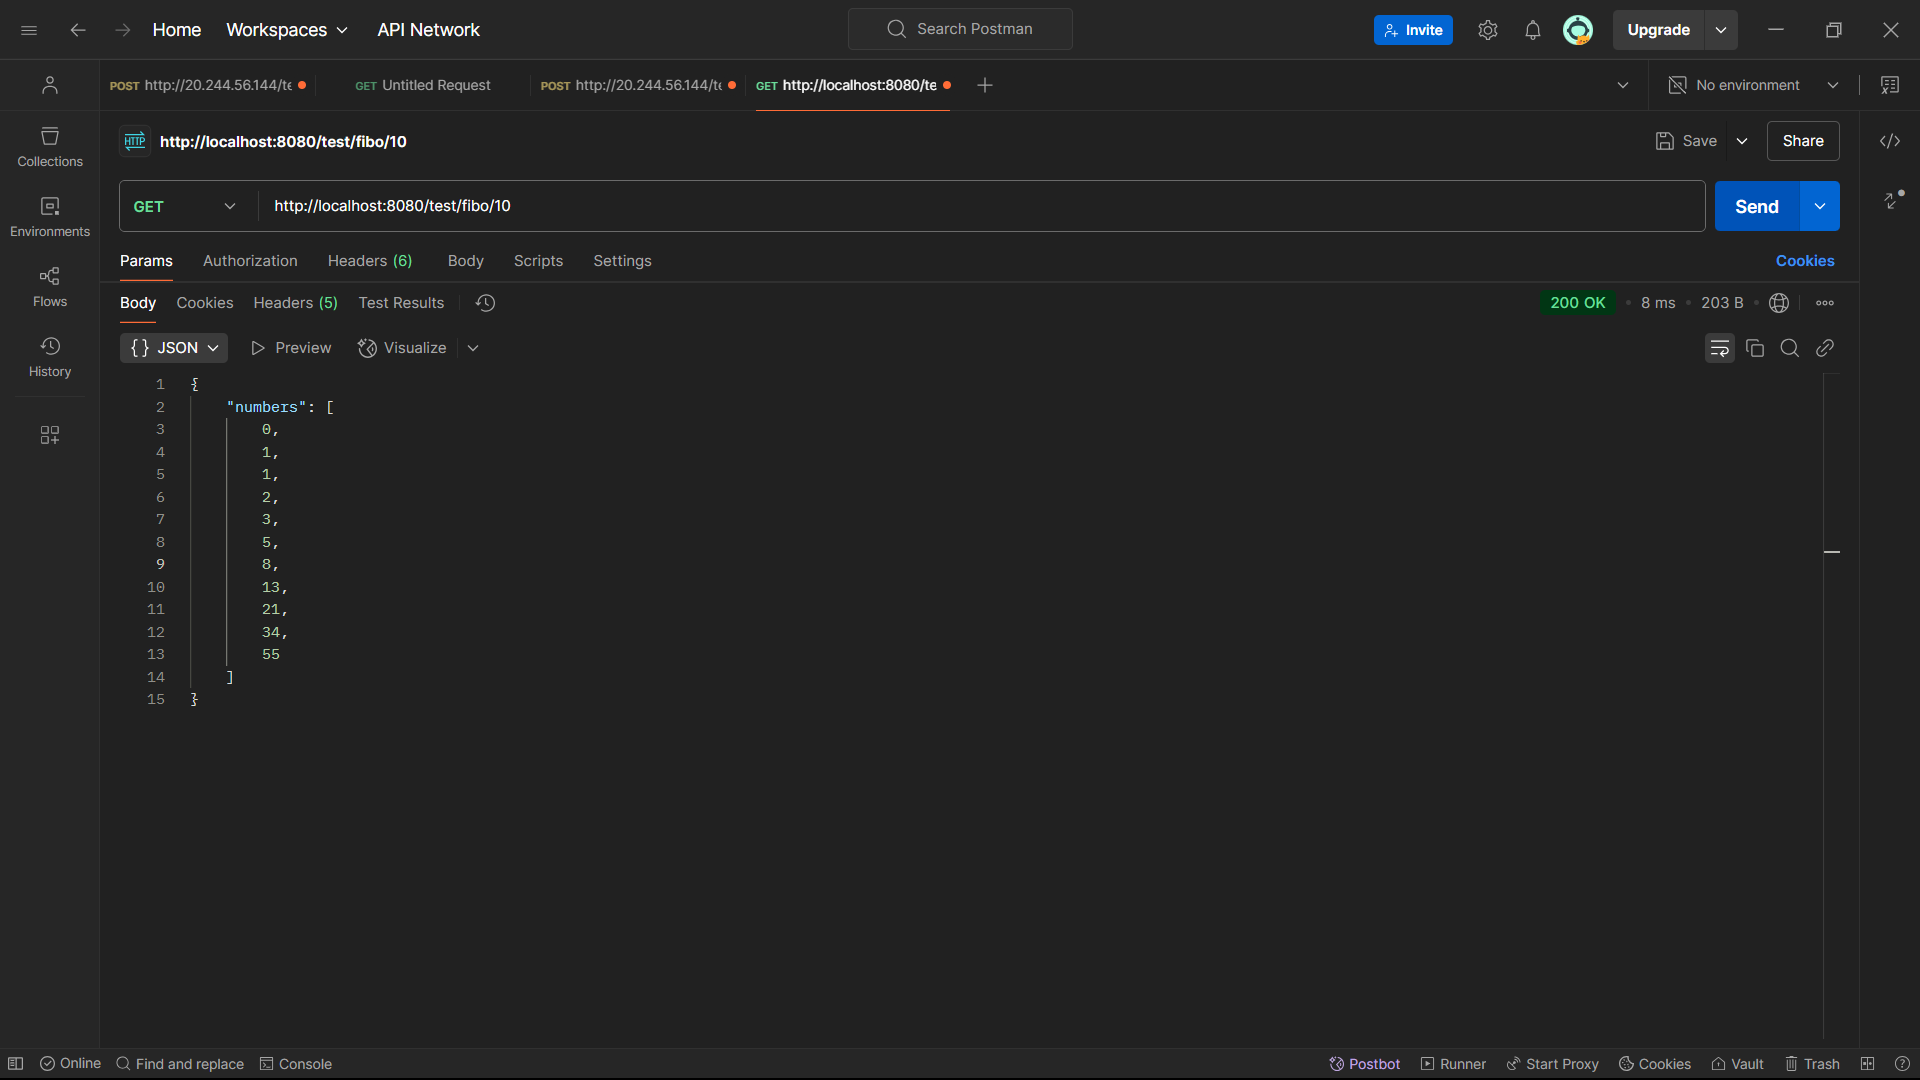 Home Workspaces API Network Search Postman Invite Upgrade
POST http://20.244.56.144/te GET Untitled Request POST http://20.244.56.144/te GET http://localhost:8080/te No environment
HTTP http://localhost:8080/test/fibo/10 Save Share
Collections
GET http://localhost:8080/test/fibo/10 Send
Environments
Params Authorization Headers (6) Body Scripts Settings Cookies
Flows
Body Cookies Headers (5) Test Results 200 OK 8 ms 203 B
{} JSON Preview Visualize
History
1 {
2 "numbers": [
3 0,
4 1,
5 1,
6 2,
7 3,
8 5,
9 8,
10 13,
11 21,
12 34,
13 55
14 ]
15 }
Online Find and replace Console Postbot Runner Start Proxy Cookies Vault Trash